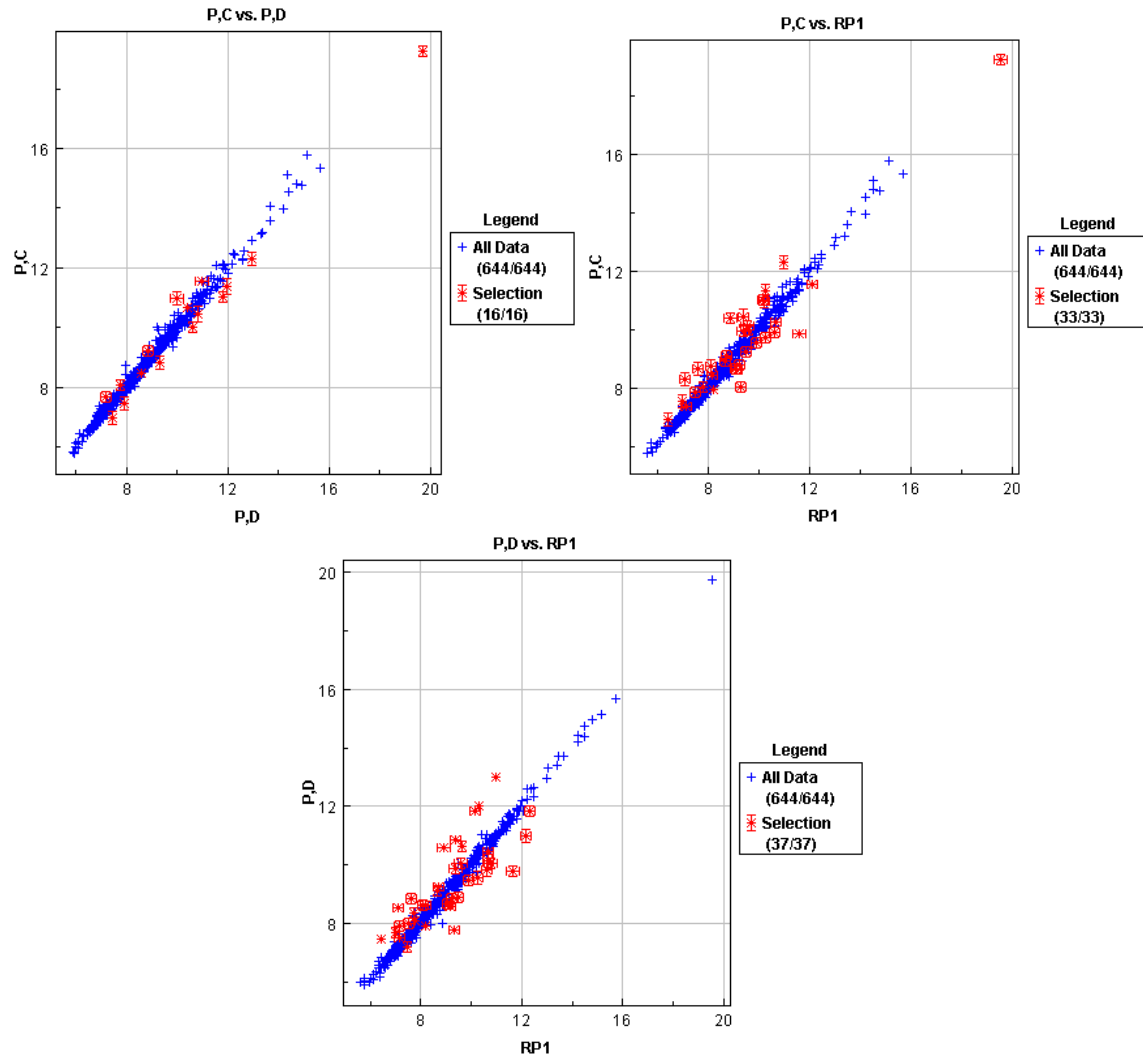 P,C vs. P,D
P,C
16
12
8
8
12
16
20
P,D
Legend
All Data
(644/644)
Selection
(16/16)
P,C vs. RP1
P,C
16
12
8
8
12
16
20
RP1
Legend
All Data
(644/644)
Selection
(33/33)
P,D vs. RP1
P,D
20
16
12
8
8
12
16
20
RP1
Legend
All Data
(644/644)
Selection
(37/37)